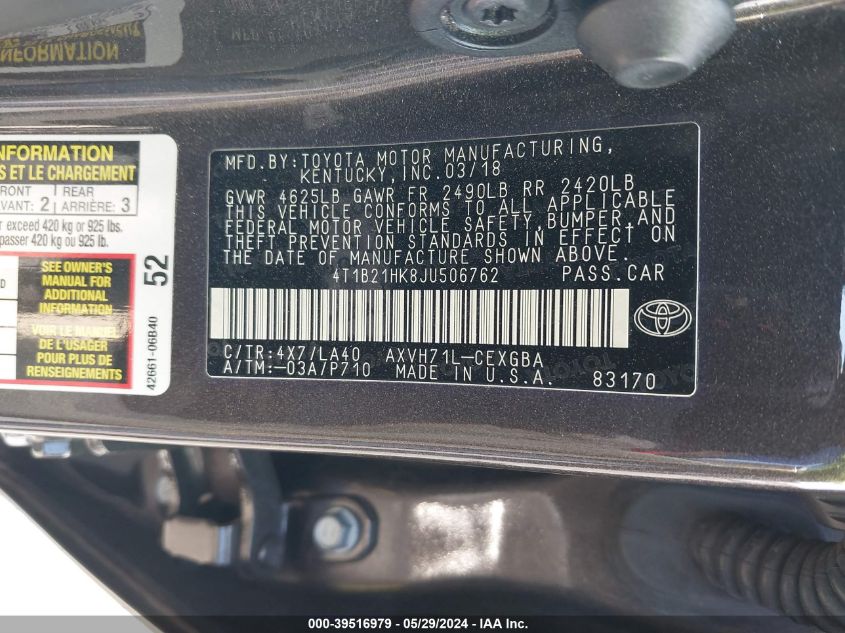 INFORMATION
NFORMATION
S ET LE CHARGEMENT
FRONT
REAR
VANT: 2
ARRIÈRE: 3
exceed 420 kg or 925 lbs.
passer 420 kg ou 925 lb.
SEE OWNER'S
MANUAL FOR
ADDITIONAL
INFORMATION
VOIR LE MANUEL
DE L'USAGER
POUR PLUS DE
RENSEIGNEMENTS
52
42661-06B40
MFD.BY:TOYOTA MOTOR MANUFACTURING,
KENTUCKY,INC.03/18
GVWR 4625LB GAWR FR 2490LB RR 2420LB
THIS VEHICLE CONFORMS TO ALL APPLICABLE
FEDERAL MOTOR VEHICLE SAFETY,BUMPER,AND
THEFT PREVENTION STANDARDS IN EFFECT ON
THE DATE OF MANUFACTURE SHOWN ABOVE.
4T1B21HK8JU506762 PASS.CAR
C/TR:4X7/LA40 AXVH71L-CEXGBA
A/TM:-03A/P710 MADE IN U.S.A. 83170
000-39516979 - 05/29/2024 - IAA Inc.